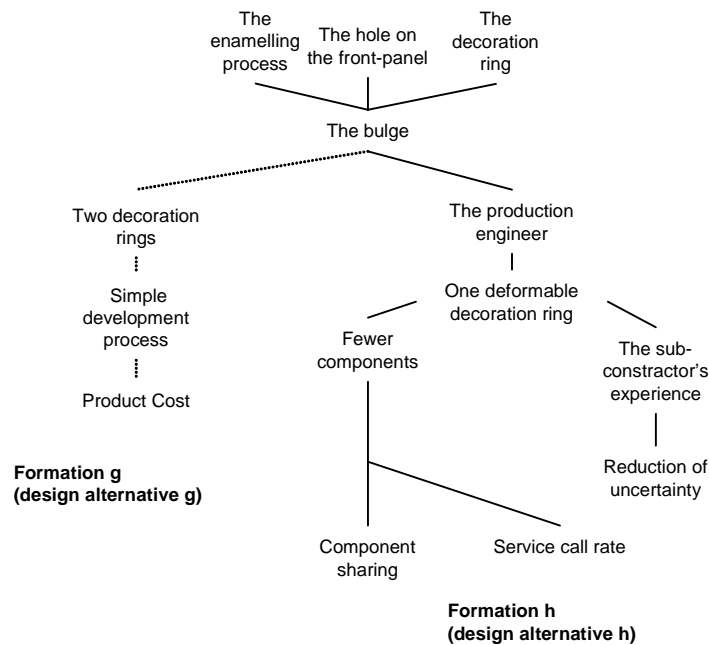 The
enamelling
process
The hole on
the front-panel
The
decoration
ring
The bulge
Two decoration
rings
The production
engineer
Simple
development
process
One deformable
decoration ring
Fewer
components
The sub-
constractor's
experience
Product Cost
Formation g
(design alternative g)
Reduction of
uncertainty
Component
sharing
Service call rate
Formation h
(design alternative h)